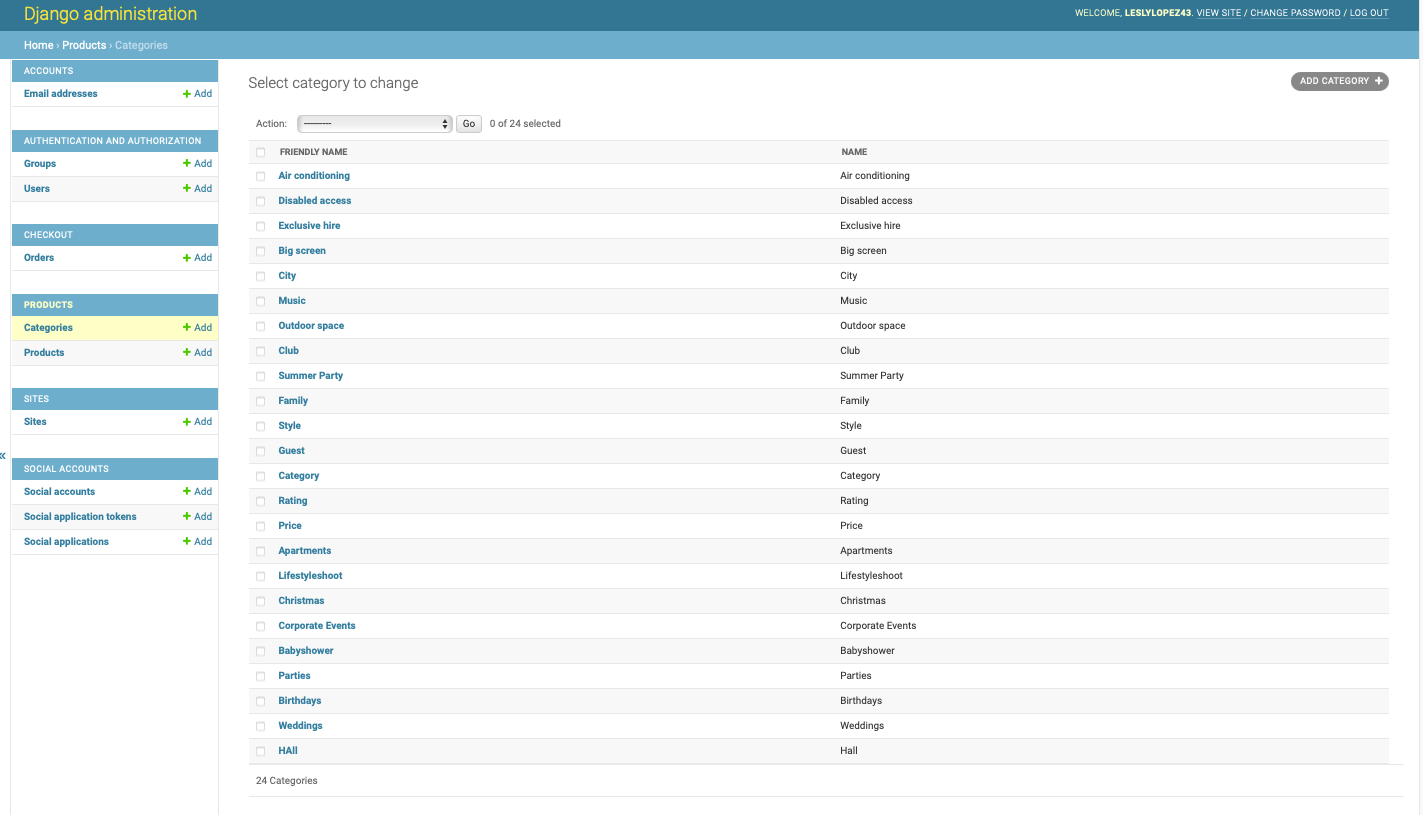 Django administration
WELCOME, LESLYLOPEZ43. VIEW SITE / CHANGE PASSWORD / LOG OUT
Home › Products › Categories
ACCOUNTS
Email addresses + Add
AUTHENTICATION AND AUTHORIZATION
Groups + Add
Users + Add
CHECKOUT
Orders + Add
PRODUCTS
Categories + Add
Products + Add
SITES
Sites + Add
SOCIAL ACCOUNTS
Social accounts + Add
Social application tokens + Add
Social applications + Add
«
Select category to change
ADD CATEGORY +
Action: --------- Go 0 of 24 selected
FRIENDLY NAME NAME
Air conditioning Air conditioning
Disabled access Disabled access
Exclusive hire Exclusive hire
Big screen Big screen
City City
Music Music
Outdoor space Outdoor space
Club Club
Summer Party Summer Party
Family Family
Style Style
Guest Guest
Category Category
Rating Rating
Price Price
Apartments Apartments
Lifestyleshoot Lifestyleshoot
Christmas Christmas
Corporate Events Corporate Events
Babyshower Babyshower
Parties Parties
Birthdays Birthdays
Weddings Weddings
HAll Hall
24 Categories